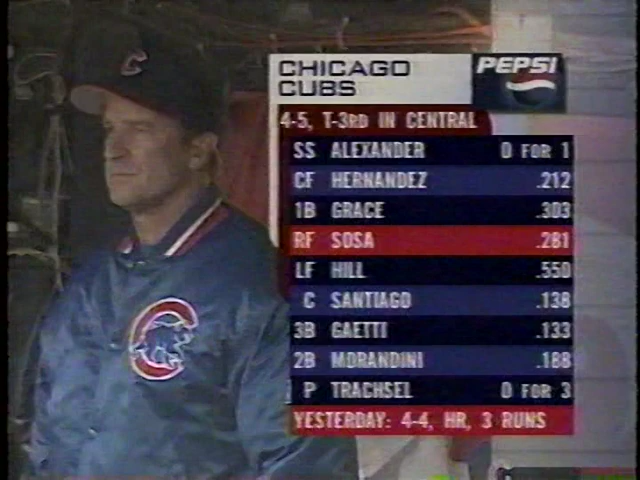 C
CHICAGO
CUBS
PEPSI
4-5, T-3RD IN CENTRAL
SS ALEXANDER 0 FOR 1
CF HERNANDEZ .212
1B GRACE .303
RF SOSA .281
LF HILL .550
C SANTIAGO .138
3B GAETTI .133
2B MORANDINI .188
P TRACHSEL 0 FOR 3
YESTERDAY: 4-4, HR, 3 RUNS
C